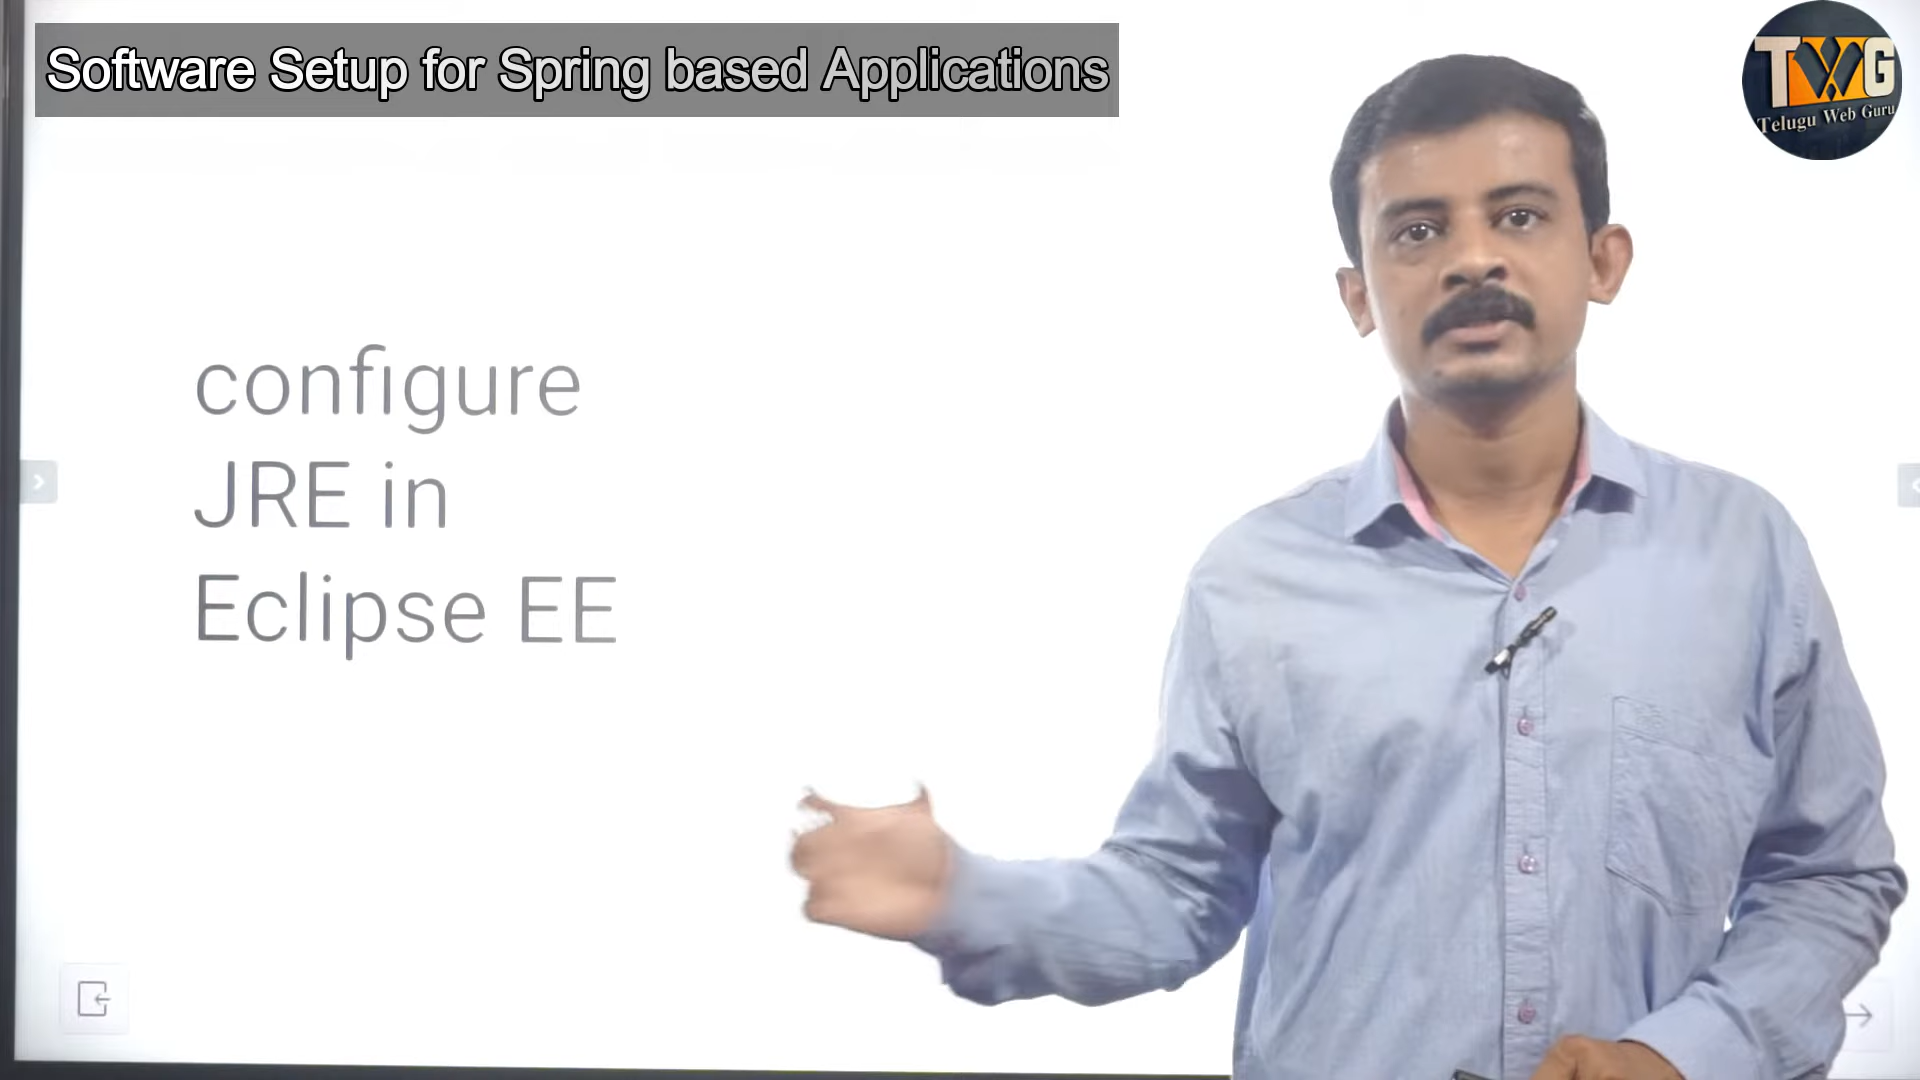 Software Setup for Spring based Applications
TWG
Telugu Web Guru
configure
JRE in
Eclipse EE